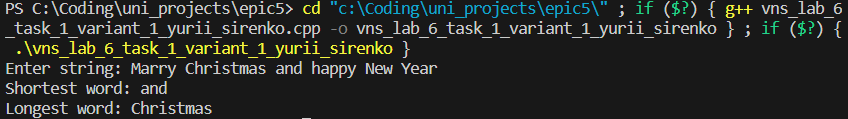 PS C:\Coding\uni_projects\epic5> cd "c:\Coding\uni_projects\epic5\" ; if ($?) { g++ vns_lab_6
_task_1_variant_1_yurii_sirenko.cpp -o vns_lab_6_task_1_variant_1_yurii_sirenko } ; if ($?) {
 .\vns_lab_6_task_1_variant_1_yurii_sirenko }
Enter string: Marry Christmas and happy New Year
Shortest word: and
Longest word: Christmas